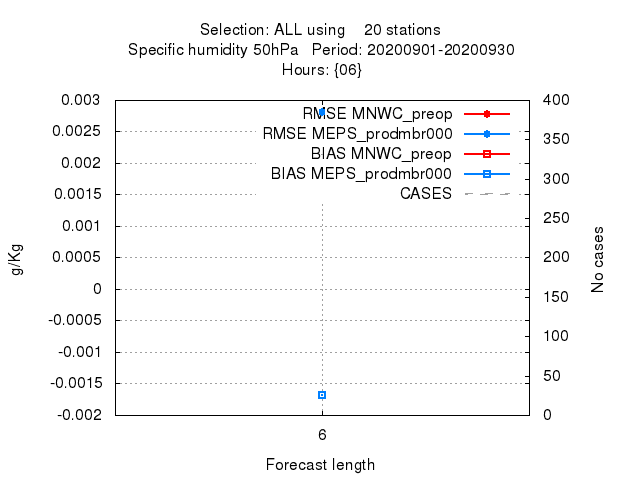 Selection: ALL using    20 stations
Specific humidity 50hPa   Period: 20200901-20200930
Hours: {06}
0.003
0.0025
0.002
0.0015
0.001
0.0005
0
-0.0005
-0.001
-0.0015
-0.002
g/Kg
RMSE MNWC_preop
RMSE MEPS_prodmbr000
BIAS MNWC_preop
BIAS MEPS_prodmbr000
CASES
400
350
300
250
200
150
100
50
0
No cases
6
Forecast length